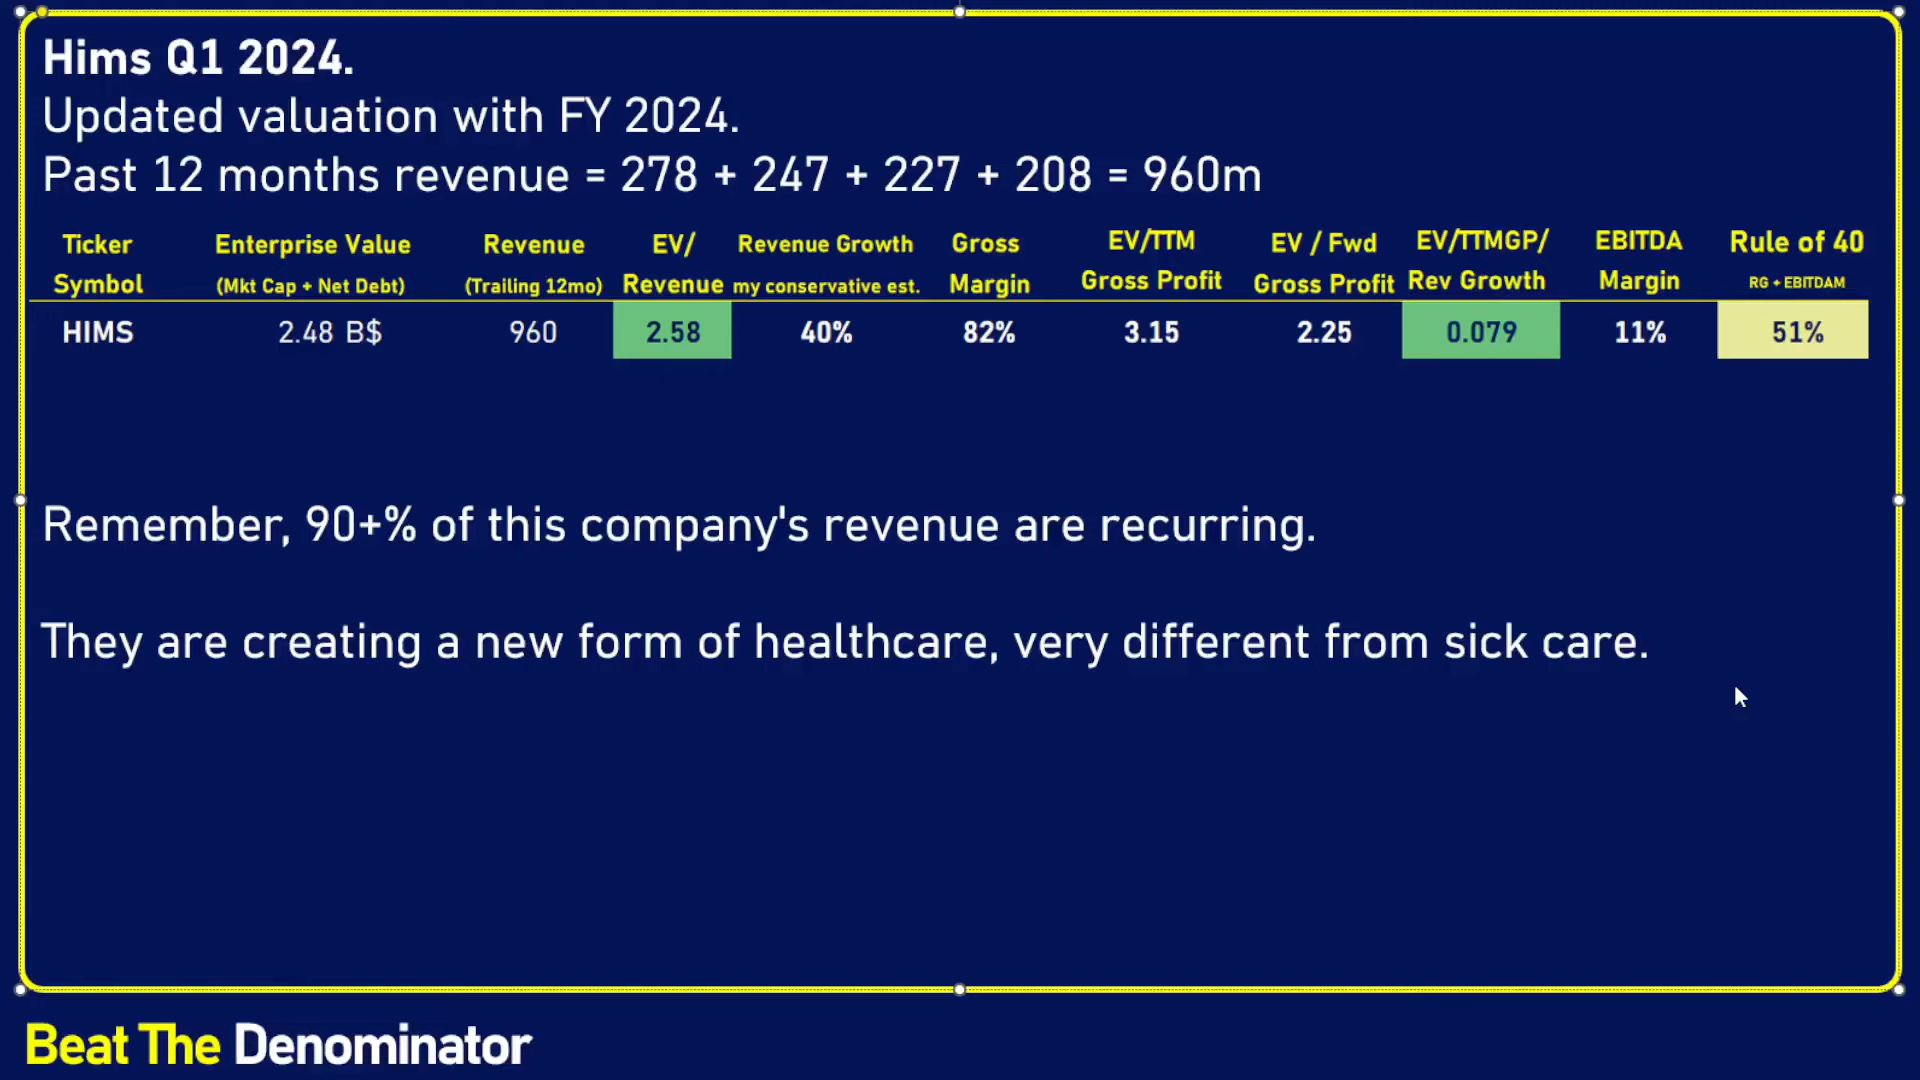 Hims Q1 2024.
Updated valuation with FY 2024.
Past 12 months revenue = 278 + 247 + 227 + 208 = 960m
Ticker Enterprise Value Revenue EV/ Revenue Growth Gross EV/TTM EV / Fwd EV/TTMGP/ EBITDA Rule of 40
Symbol (Mkt Cap + Net Debt) (Trailing 12mo) Revenue my conservative est. Margin Gross Profit Gross Profit Rev Growth Margin RG + EBITDAM
HIMS 2.48 B$ 960 2.58 40% 82% 3.15 2.25 0.079 11% 51%
Remember, 90+% of this company's revenue are recurring.
They are creating a new form of healthcare, very different from sick care.
Beat The Denominator